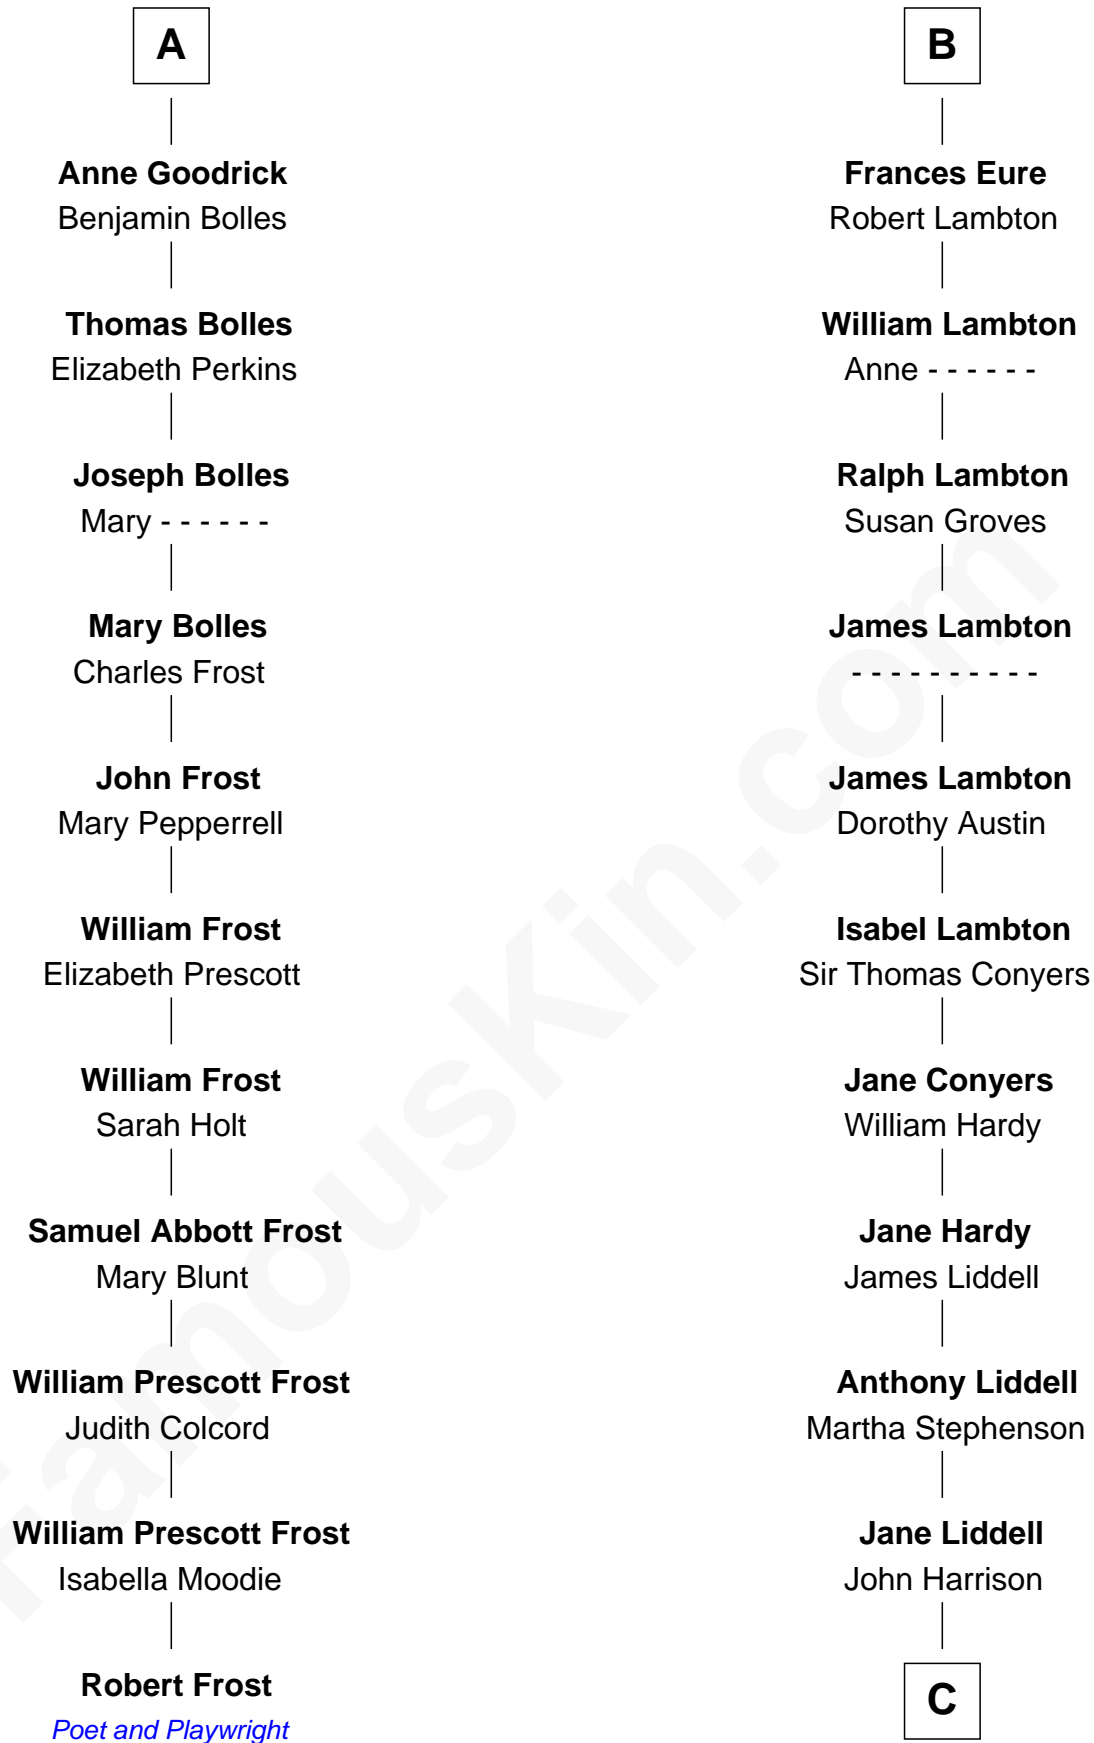 A
Anne Goodrick
Benjamin Bolles
Thomas Bolles
Elizabeth Perkins
Joseph Bolles
Mary - - - - - -
Mary Bolles
Charles Frost
John Frost
Mary Pepperrell
William Frost
Elizabeth Prescott
William Frost
Sarah Holt
Samuel Abbott Frost
Mary Blunt
William Prescott Frost
Judith Colcord
William Prescott Frost
Isabella Moodie
Robert Frost
Poet and Playwright
B
Frances Eure
Robert Lambton
William Lambton
Anne - - - - - -
Ralph Lambton
Susan Groves
James Lambton
- - - - - - - - - -
James Lambton
Dorothy Austin
Isabel Lambton
Sir Thomas Conyers
Jane Conyers
William Hardy
Jane Hardy
James Liddell
Anthony Liddell
Martha Stephenson
Jane Liddell
John Harrison
C
FamousKin.com